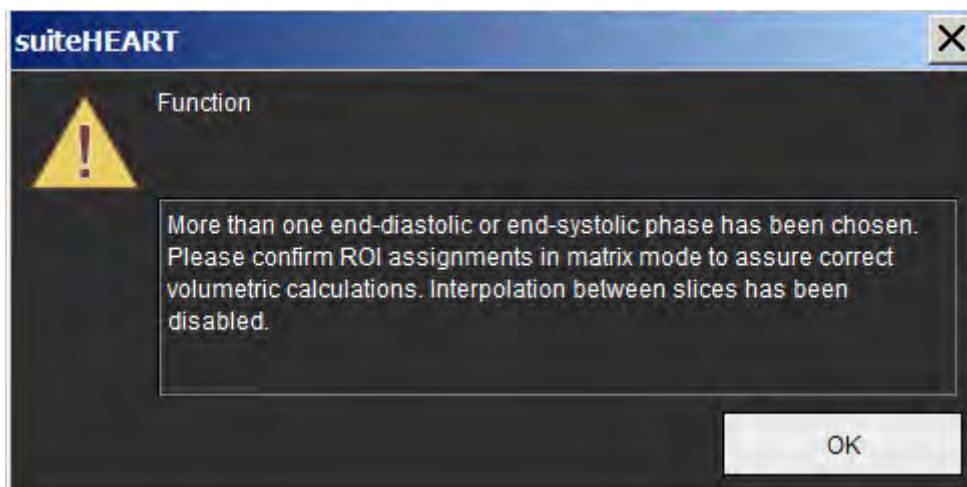 suiteHEART
Function
More than one end-diastolic or end-systolic phase has been chosen.
Please confirm ROI assignments in matrix mode to assure correct
volumetric calculations. Interpolation between slices has been
disabled.
OK